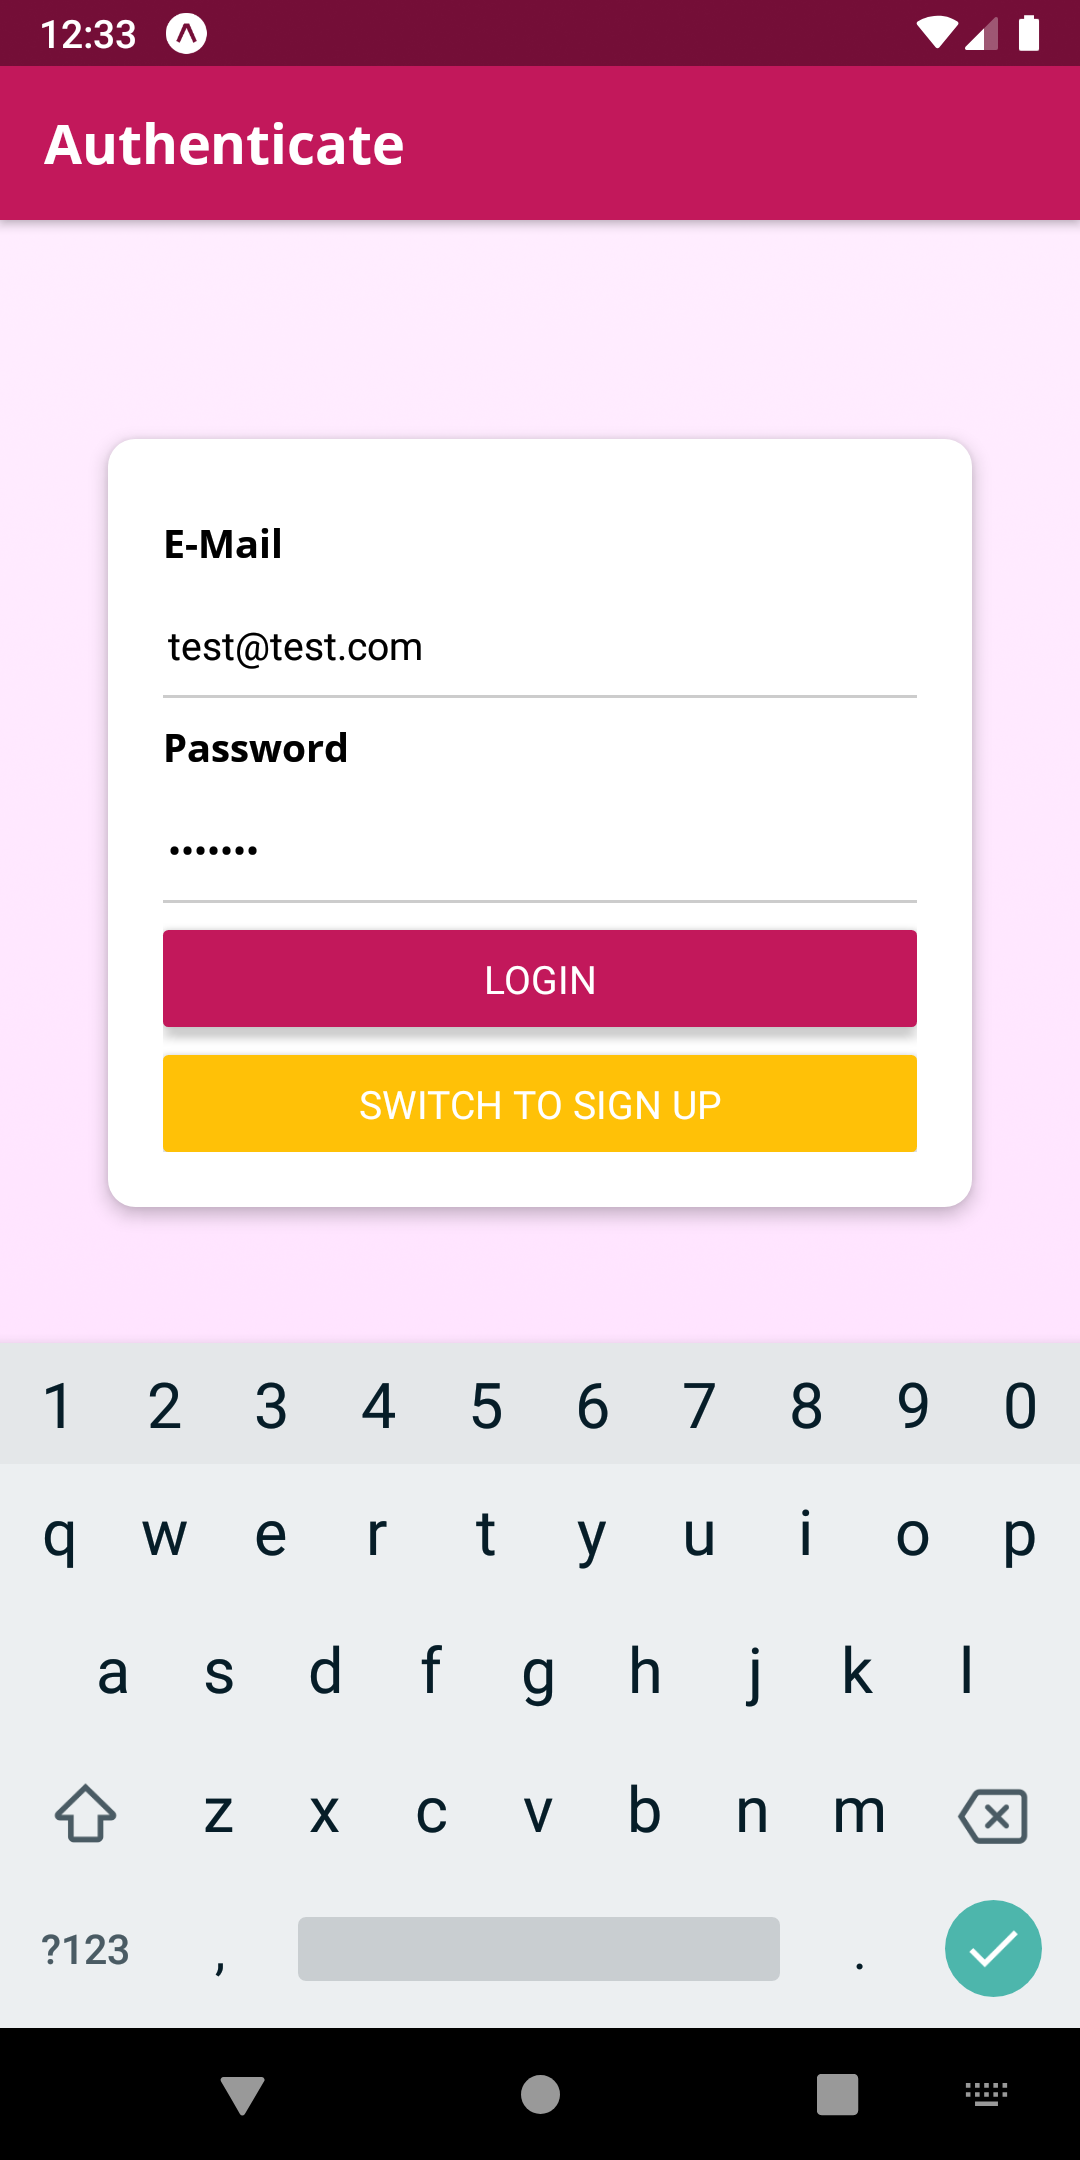 12:33
Authenticate
E-Mail
test@test.com
Password
•••••••
LOGIN
SWITCH TO SIGN UP
1 2 3 4 5 6 7 8 9 0
q w e r t y u i o p
a s d f g h j k l
z x c v b n m
?123 , .